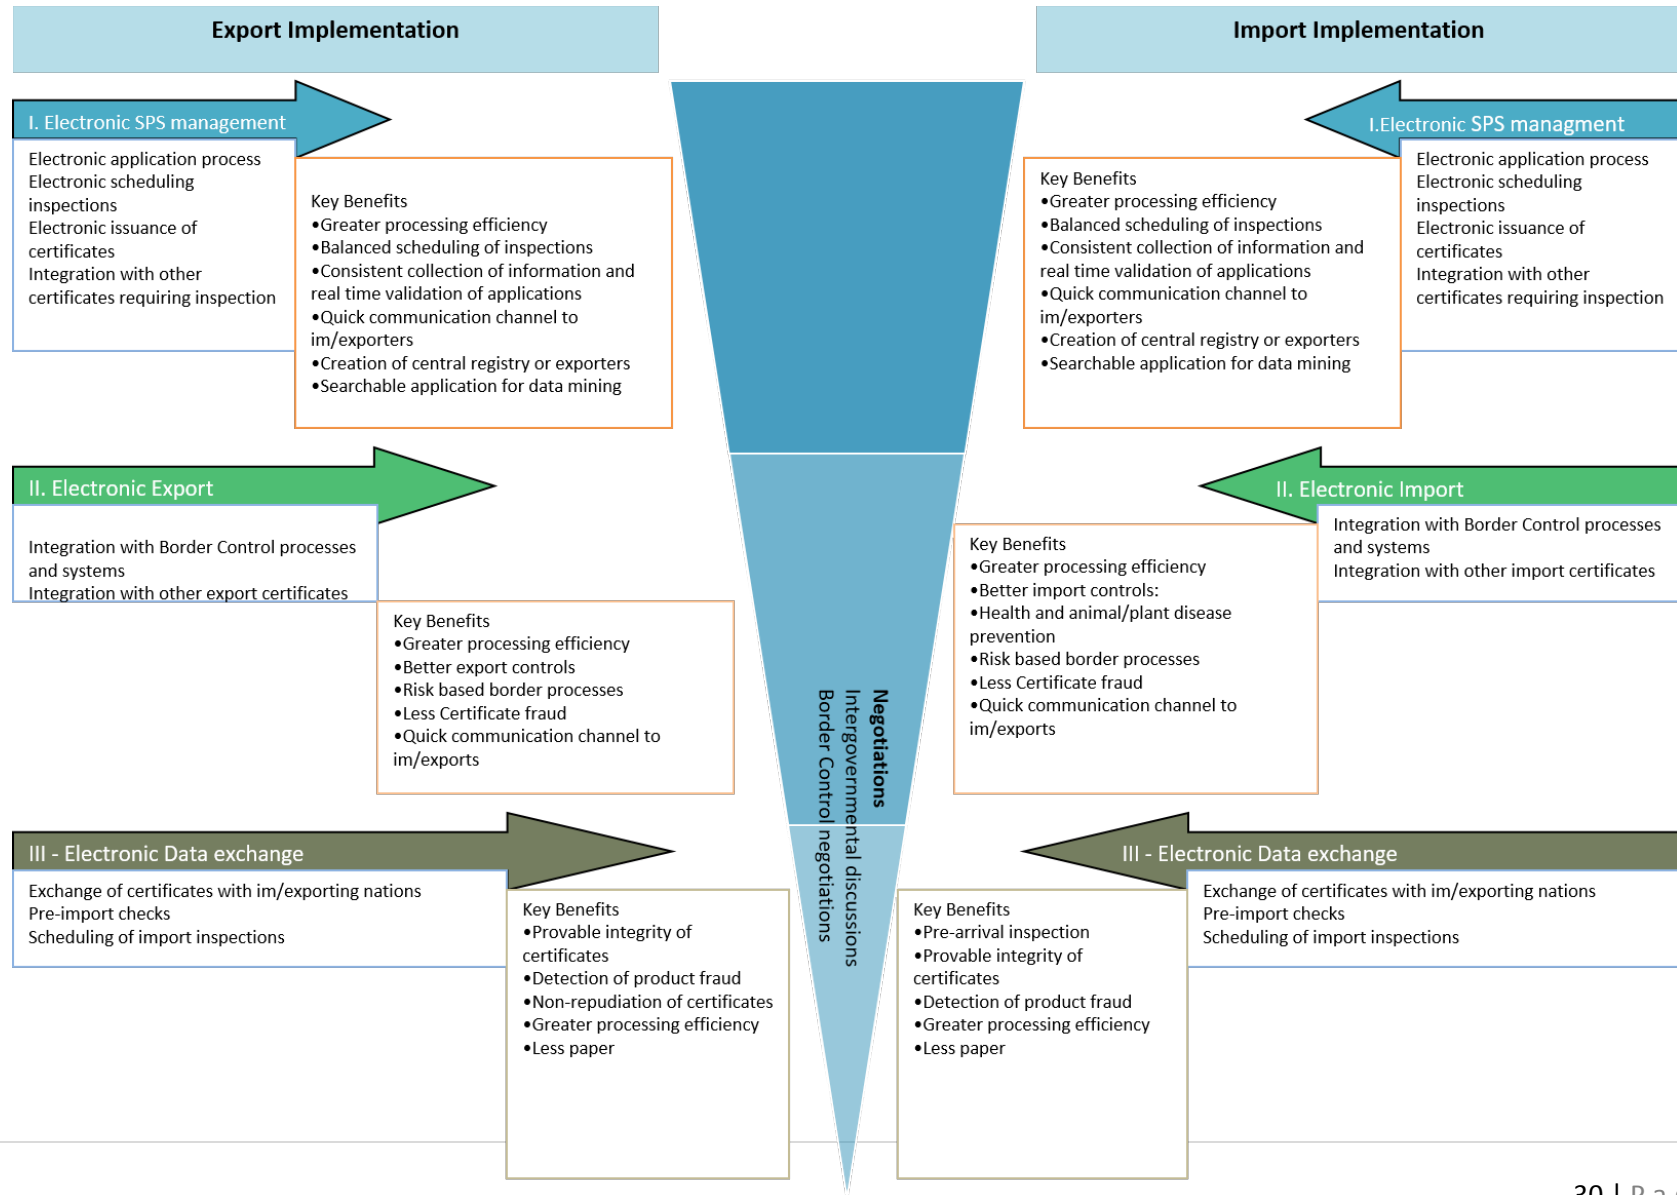 Export Implementation
Import Implementation
I. Electronic SPS management
Electronic application process
Electronic scheduling
inspections
Electronic issuance of
certificates
Integration with other
certificates requiring inspection
Key Benefits
•Greater processing efficiency
•Balanced scheduling of inspections
•Consistent collection of information and
real time validation of applications
•Quick communication channel to
im/exporters
•Creation of central registry or exporters
•Searchable application for data mining
I.Electronic SPS managment
Key Benefits
•Greater processing efficiency
•Balanced scheduling of inspections
•Consistent collection of information and
real time validation of applications
•Quick communication channel to
im/exporters
•Creation of central registry or exporters
•Searchable application for data mining
Electronic application process
Electronic scheduling
inspections
Electronic issuance of
certificates
Integration with other
certificates requiring inspection
II. Electronic Export
Integration with Border Control processes
and systems
Integration with other export certificates
Key Benefits
•Greater processing efficiency
•Better export controls
•Risk based border processes
•Less Certificate fraud
•Quick communication channel to
im/exports
II. Electronic Import
Key Benefits
•Greater processing efficiency
•Better import controls:
•Health and animal/plant disease
prevention
•Risk based border processes
•Less Certificate fraud
•Quick communication channel to
im/exports
Integration with Border Control processes
and systems
Integration with other import certificates
Negotiations
Intergovernmental discussions
Border Control negotiations
III - Electronic Data exchange
Exchange of certificates with im/exporting nations
Pre-import checks
Scheduling of import inspections
Key Benefits
•Provable integrity of
certificates
•Detection of product fraud
•Non-repudiation of certificates
•Greater processing efficiency
•Less paper
III - Electronic Data exchange
Key Benefits
•Pre-arrival inspection
•Provable integrity of
certificates
•Detection of product fraud
•Greater processing efficiency
•Less paper
Exchange of certificates with im/exporting nations
Pre-import checks
Scheduling of import inspections
30 | P a